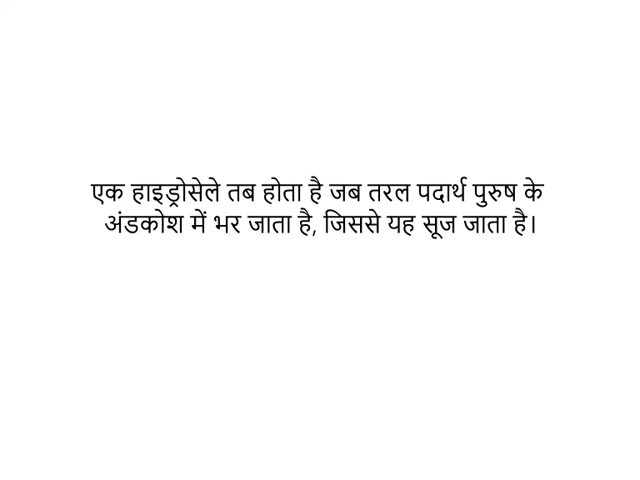 एक हाइड्रोसेले तब होता है जब तरल पदार्थ पुरुष के
अंडकोश में भर जाता है, जिससे यह सूज जाता है।